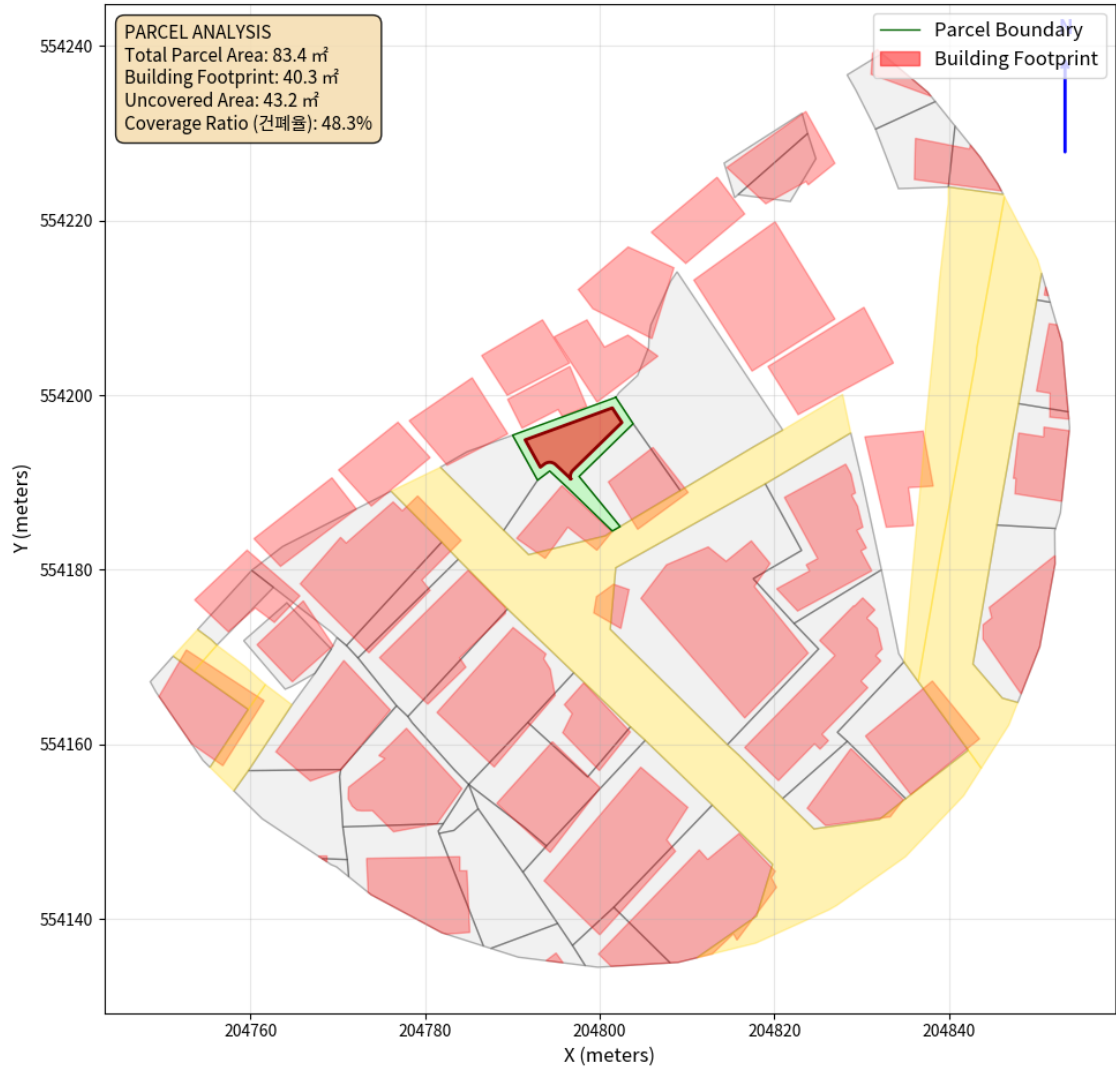 PARCEL ANALYSIS
Total Parcel Area: 83.4 ㎡
Building Footprint: 40.3 ㎡
Uncovered Area: 43.2 ㎡
Coverage Ratio (건폐율): 48.3%
Parcel Boundary
Building Footprint
N
554240
554220
554200
554180
554160
554140
Y (meters)
204760
204780
204800
204820
204840
X (meters)